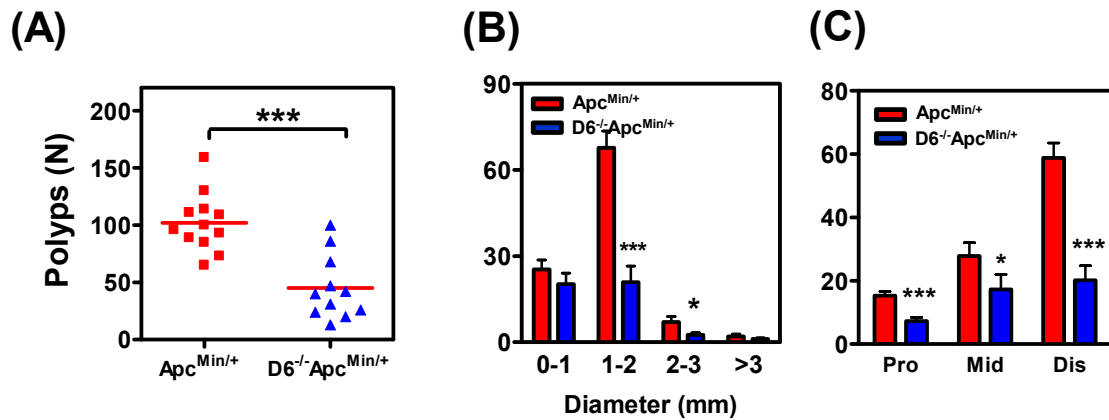 (A)
Polyps (N)
200
150
100
50
0
***
Apc^Min/+
D6^-/-Apc^Min/+
(B)
90
60
30
0
Apc^Min/+
D6^-/-Apc^Min/+
***
*
0-1
1-2
2-3
>3
Diameter (mm)
(C)
80
60
40
20
0
Apc^Min/+
D6^-/-Apc^Min/+
***
*
***
Pro
Mid
Dis